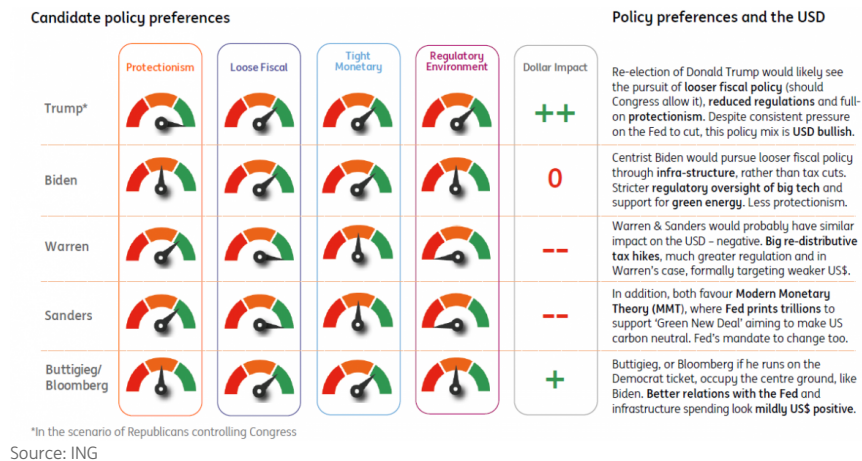 Candidate policy preferences
Policy preferences and the USD
Protectionism
Loose Fiscal
Tight
Monetary
Regulatory
Environment
Dollar Impact
Trump*
++
Re-election of Donald Trump would likely see
the pursuit of looser fiscal policy (should
Congress allow it), reduced regulations and full-
on protectionism. Despite consistent pressure
on the Fed to cut, this policy mix is USD bullish.
Biden
0
Centrist Biden would pursue looser fiscal policy
through infra-structure, rather than tax cuts.
Stricter regulatory oversight of big tech and
support for green energy. Less protectionism.
Warren
--
Warren & Sanders would probably have similar
impact on the USD – negative. Big re-distributive
tax hikes, much greater regulation and in
Warren's case, formally targeting weaker US$.
Sanders
--
In addition, both favour Modern Monetary
Theory (MMT), where Fed prints trillions to
support 'Green New Deal' aiming to make US
carbon neutral. Fed's mandate to change too.
Buttigieg/
Bloomberg
+
Buttigieg, or Bloomberg if he runs on the
Democrat ticket, occupy the centre ground, like
Biden. Better relations with the Fed and
infrastructure spending look mildly US$ positive.
*In the scenario of Republicans controlling Congress
Source: ING